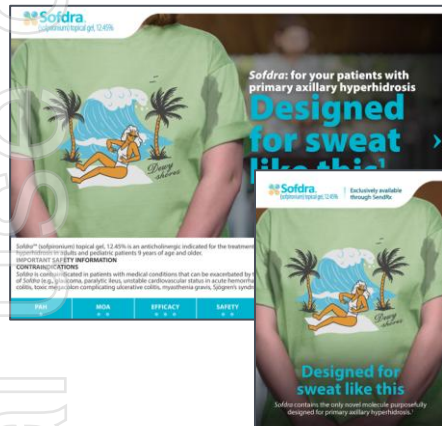 Sofdra.
(sofpironium) topical gel, 12.45%
Sofdra: for your patients with
primary axillary hyperhidrosis
Designed
for sweat
like this¹
Dewy
shores
Sofdra™ (sofpironium) topical gel, 12.45% is an anticholinergic indicated for the treatment
hyperhidrosis in adults and pediatric patients 9 years of age and older.
IMPORTANT SAFETY INFORMATION
CONTRAINDICATIONS
Sofdra is contraindicated in patients with medical conditions that can be exacerbated by
of Sofdra (e.g., glaucoma, paralytic ileus, unstable cardiovascular status in acute hemorrha
colitis, toxic megacolon complicating ulcerative colitis, myasthenia gravis, Sjögren's syndro
PAH
MOA
EFFICACY
SAFETY
Sofdra.
(sofpironium) topical gel, 12.45%
Exclusively available
through SendRx
Dewy
shores
Designed for
sweat like this
Sofdra contains the only novel molecule purposefully
designed for primary axillary hyperhidrosis.¹